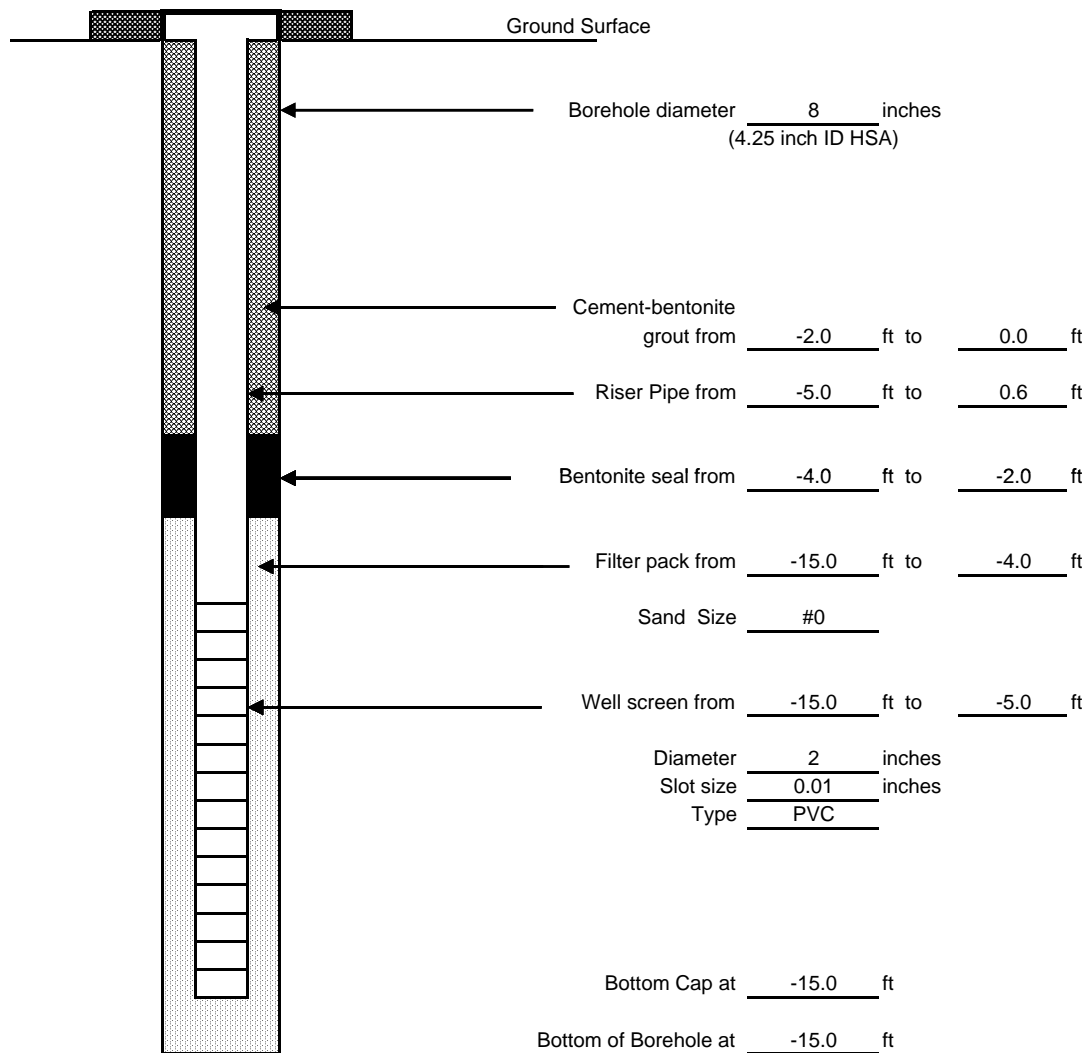 Ground Surface
Borehole diameter 8 inches
(4.25 inch ID HSA)
Cement-bentonite
grout from -2.0 ft to 0.0 ft
Riser Pipe from -5.0 ft to 0.6 ft
Bentonite seal from -4.0 ft to -2.0 ft
Filter pack from -15.0 ft to -4.0 ft
Sand Size #0
Well screen from -15.0 ft to -5.0 ft
Diameter 2 inches
Slot size 0.01 inches
Type PVC
Bottom Cap at -15.0 ft
Bottom of Borehole at -15.0 ft